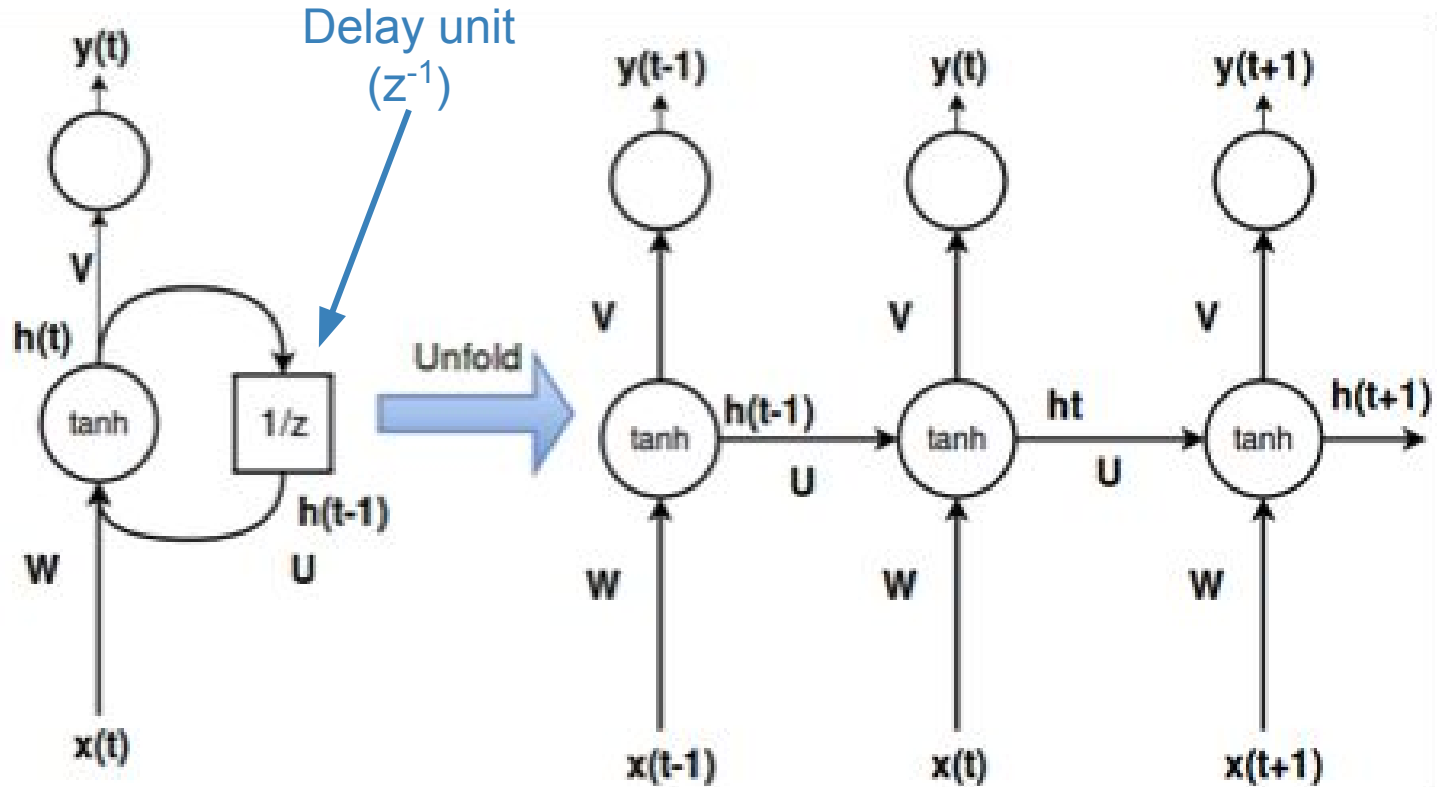 Delay unit
(z⁻¹)
y(t)
V
h(t)
tanh
1/z
h(t-1)
W
U
x(t)
Unfold
y(t-1)
y(t)
y(t+1)
V
V
V
tanh
h(t-1)
U
tanh
ht
U
tanh
h(t+1)
W
W
W
x(t-1)
x(t)
x(t+1)